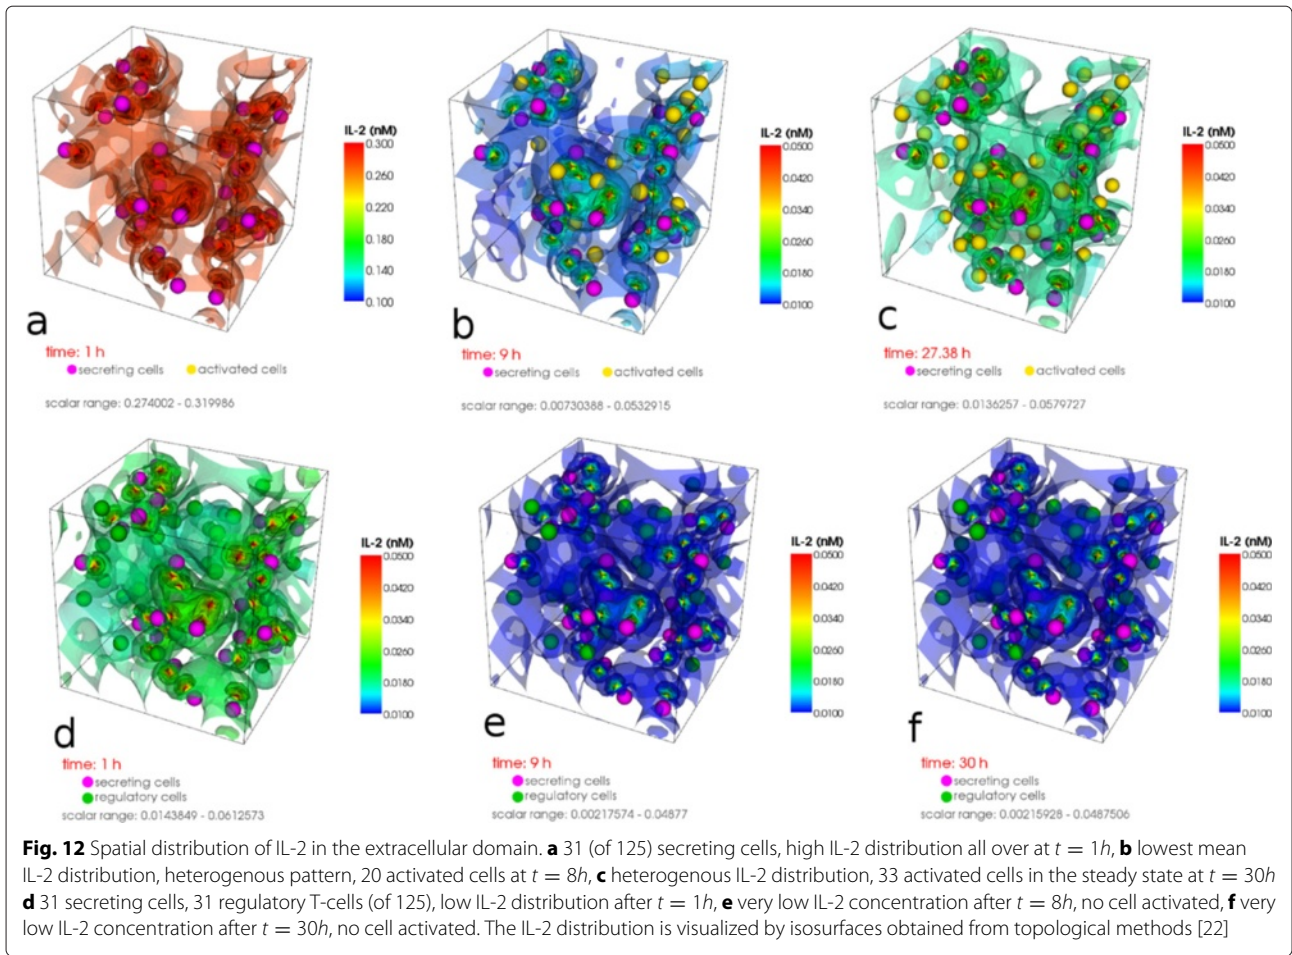 IL-2 (nM)
0.300
0.260
0.220
0.180
0.140
0.100
a
time: 1 h
secreting cells activated cells
scalar range: 0.274002 - 0.319986
IL-2 (nM)
0.0500
0.0420
0.0340
0.0260
0.0180
0.0100
b
time: 9 h
secreting cells activated cells
scalar range: 0.00730388 - 0.0532915
IL-2 (nM)
0.0500
0.0420
0.0340
0.0260
0.0180
0.0100
c
time: 27.38 h
secreting cells activated cells
scalar range: 0.0136257 - 0.0579727
IL-2 (nM)
0.0500
0.0420
0.0340
0.0260
0.0180
0.0100
d
time: 1 h
secreting cells
regulatory cells
scalar range: 0.0143849 - 0.0612573
IL-2 (nM)
0.0500
0.0420
0.0340
0.0260
0.0180
0.0100
e
time: 9 h
secreting cells
regulatory cells
scalar range: 0.00217574 - 0.04877
IL-2 (nM)
0.0500
0.0420
0.0340
0.0260
0.0180
0.0100
f
time: 30 h
secreting cells
regulatory cells
scalar range: 0.00215928 - 0.0487506
Fig. 12 Spatial distribution of IL-2 in the extracellular domain. a 31 (of 125) secreting cells, high IL-2 distribution all over at t = 1h, b lowest mean
IL-2 distribution, heterogenous pattern, 20 activated cells at t = 8h, c heterogenous IL-2 distribution, 33 activated cells in the steady state at t = 30h
d 31 secreting cells, 31 regulatory T-cells (of 125), low IL-2 distribution after t = 1h, e very low IL-2 concentration after t = 8h, no cell activated, f very
low IL-2 concentration after t = 30h, no cell activated. The IL-2 distribution is visualized by isosurfaces obtained from topological methods [22]